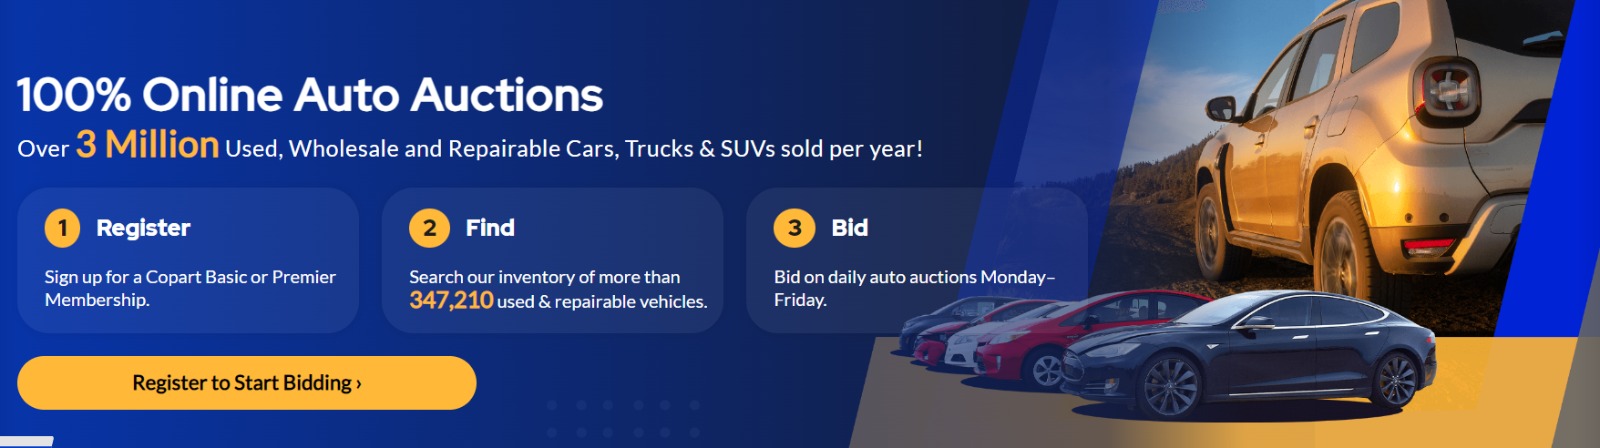 100% Online Auto Auctions
Over 3 Million Used, Wholesale and Repairable Cars, Trucks & SUVs sold per year!
1 Register
Sign up for a Copart Basic or Premier
Membership.
2 Find
Search our inventory of more than
347,210 used & repairable vehicles.
3 Bid
Bid on daily auto auctions Monday–
Friday.
Register to Start Bidding ›